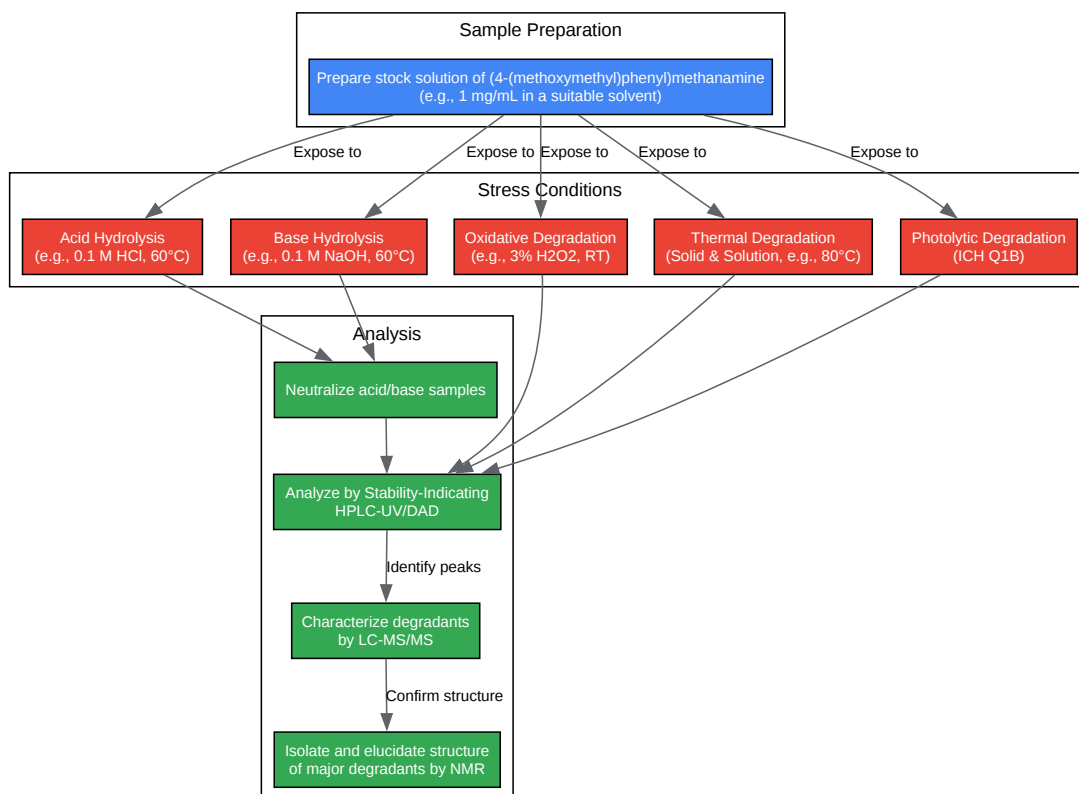 Sample Preparation
Prepare stock solution of (4-(methoxymethyl)phenyl)methanamine
(e.g., 1 mg/mL in a suitable solvent)
Expose to
Expose to
Expose to
Expose to
Expose to
Stress Conditions
Acid Hydrolysis
(e.g., 0.1 M HCl, 60°C)
Base Hydrolysis
(e.g., 0.1 M NaOH, 60°C)
Oxidative Degradation
(e.g., 3% H2O2, RT)
Thermal Degradation
(Solid & Solution, e.g., 80°C)
Photolytic Degradation
(ICH Q1B)
Analysis
Neutralize acid/base samples
Analyze by Stability-Indicating
HPLC-UV/DAD
Identify peaks
Characterize degradants
by LC-MS/MS
Confirm structure
Isolate and elucidate structure
of major degradants by NMR